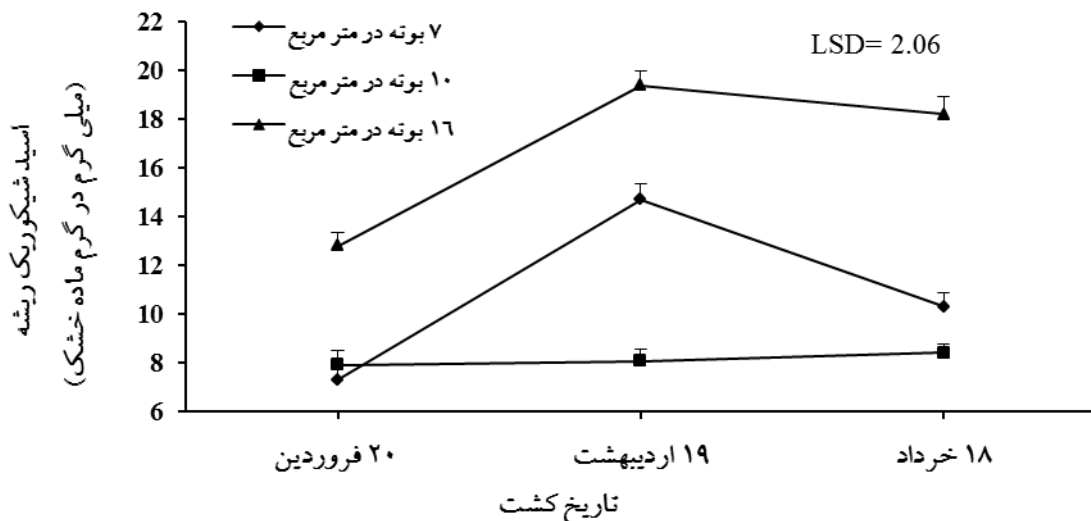 22
20
18
16
14
12
10
8
6
۷ بوته در متر مربع
۱۰ بوته در متر مربع
۱٦ بوته در متر مربع
LSD= 2.06
اسید شیکوریک ریشه
(میلی گرم در گرم ماده خشک)
۲۰ فروردین
۱۹ اردیبهشت
۱۸ خرداد
تاریخ کشت